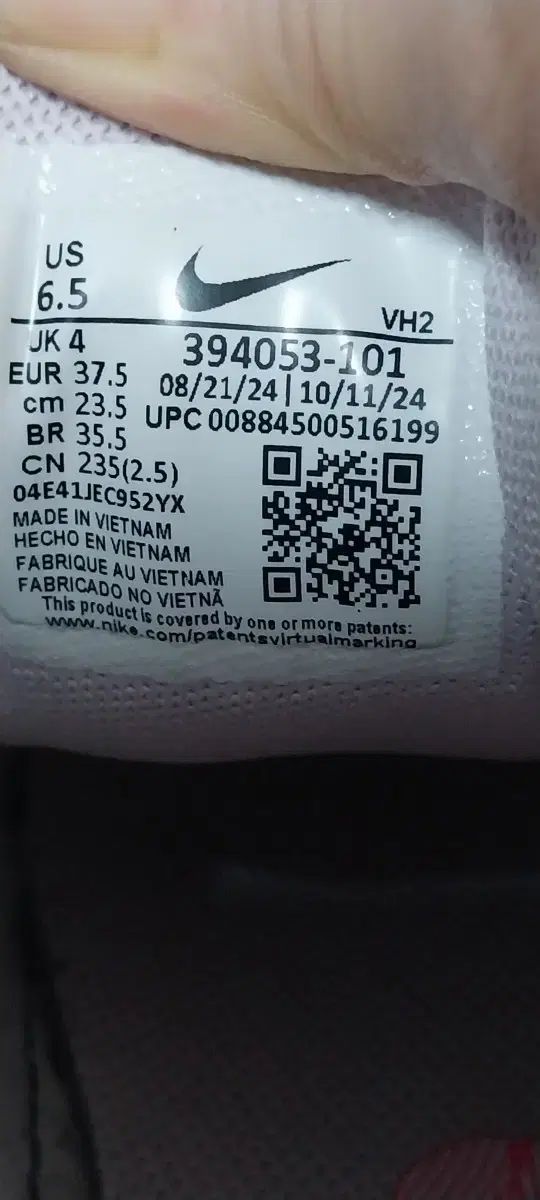 US
6.5
VH2
UK 4
EUR 37.5
cm 23.5
BR 35.5
CN 235(2.5)
394053-101
08/21/24 | 10/11/24
UPC 00884500516199
04E41JEC952YX
MADE IN VIETNAM
HECHO EN VIETNAM
FABRIQUE AU VIETNAM
FABRICADO NO VIETNÃ
This product is covered by one or more patents:
www.nike.com/patentsvirtualmarking